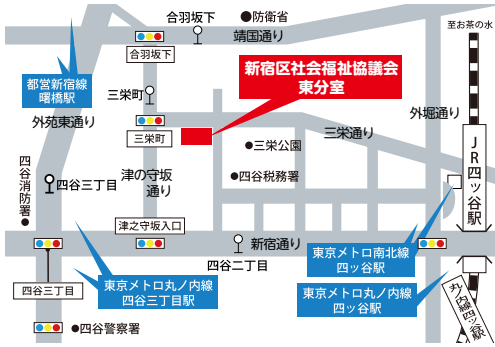 合羽坂下
●防衛省
至お茶の水
靖国通り
合羽坂下
新宿区社会福祉協議会
東分室
都営新宿線
曙橋駅
三栄町
外堀通り
外苑東通り
三栄町
三栄通り
●三栄公園
JR四ッ谷駅
四谷消防署●
四谷三丁目
津の守坂
通り
●四谷税務署
津之守坂入口
新宿通り
四谷二丁目
東京メトロ南北線
四ッ谷駅
四谷三丁目
東京メトロ丸ノ内線
四谷三丁目駅
東京メトロ丸ノ内線
四ッ谷駅
丸ノ内線四ッ谷駅
●四谷警察署